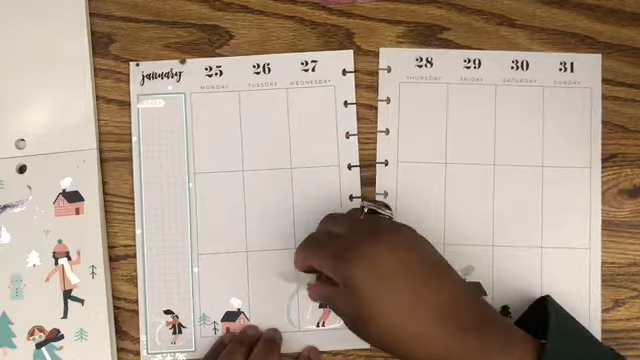 january
25 26 27
MONDAY TUESDAY WEDNESDAY
28 29 30 31
THURSDAY FRIDAY SATURDAY SUNDAY